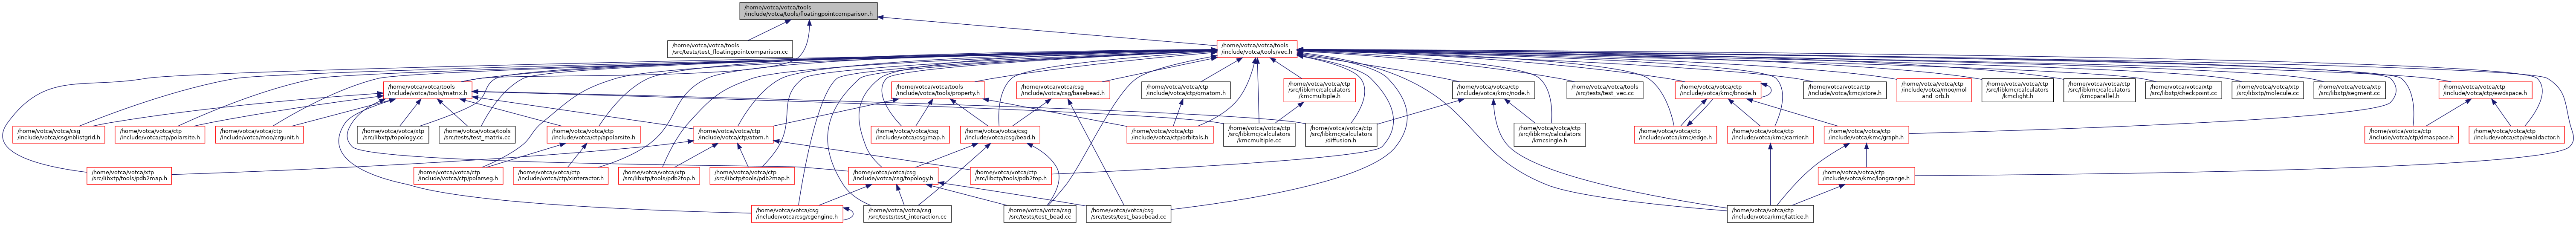 /home/votca/votca/tools
/include/votca/tools/floatingpointcomparison.h
/home/votca/votca/tools
/src/tests/test_floatingpointcomparison.cc
/home/votca/votca/tools
/include/votca/tools/vec.h
/home/votca/votca/tools
/include/votca/tools/matrix.h
/home/votca/votca/tools
/include/votca/tools/property.h
/home/votca/votca/csg
/include/votca/csg/basebead.h
/home/votca/votca/ctp
/include/votca/ctp/qmatom.h
/home/votca/votca/ctp
/src/libkmc/calculators
/kmcmultiple.h
/home/votca/votca/ctp
/include/votca/kmc/node.h
/home/votca/votca/tools
/src/tests/test_vec.cc
/home/votca/votca/ctp
/include/votca/kmc/bnode.h
/home/votca/votca/ctp
/include/votca/kmc/store.h
/home/votca/votca/ctp
/include/votca/moo/mol
_and_orb.h
/home/votca/votca/ctp
/src/libkmc/calculators
/kmclight.h
/home/votca/votca/ctp
/src/libkmc/calculators
/kmcparallel.h
/home/votca/votca/xtp
/src/libxtp/checkpoint.cc
/home/votca/votca/xtp
/src/libxtp/molecule.cc
/home/votca/votca/xtp
/src/libxtp/segment.cc
/home/votca/votca/ctp
/include/votca/ctp/ewdspace.h
/home/votca/votca/csg
/include/votca/csg/nblistgrid.h
/home/votca/votca/ctp
/include/votca/ctp/polarsite.h
/home/votca/votca/ctp
/include/votca/moo/crgunit.h
/home/votca/votca/xtp
/src/libxtp/topology.cc
/home/votca/votca/tools
/src/tests/test_matrix.cc
/home/votca/votca/ctp
/include/votca/ctp/apolarsite.h
/home/votca/votca/ctp
/include/votca/ctp/atom.h
/home/votca/votca/csg
/include/votca/csg/map.h
/home/votca/votca/csg
/include/votca/csg/bead.h
/home/votca/votca/ctp
/include/votca/ctp/orbitals.h
/home/votca/votca/ctp
/src/libkmc/calculators
/kmcmultiple.cc
/home/votca/votca/ctp
/src/libkmc/calculators
/diffusion.h
/home/votca/votca/ctp
/src/libkmc/calculators
/kmcsingle.h
/home/votca/votca/ctp
/include/votca/kmc/edge.h
/home/votca/votca/ctp
/include/votca/kmc/carrier.h
/home/votca/votca/ctp
/include/votca/kmc/graph.h
/home/votca/votca/ctp
/include/votca/ctp/dmaspace.h
/home/votca/votca/ctp
/include/votca/ctp/ewaldactor.h
/home/votca/votca/xtp
/src/libxtp/tools/pdb2map.h
/home/votca/votca/ctp
/include/votca/ctp/polarseg.h
/home/votca/votca/ctp
/include/votca/ctp/xinteractor.h
/home/votca/votca/xtp
/src/libxtp/tools/pdb2top.h
/home/votca/votca/ctp
/src/libctp/tools/pdb2map.h
/home/votca/votca/csg
/include/votca/csg/topology.h
/home/votca/votca/ctp
/src/libctp/tools/pdb2top.h
/home/votca/votca/ctp
/include/votca/kmc/longrange.h
/home/votca/votca/csg
/include/votca/csg/cgengine.h
/home/votca/votca/csg
/src/tests/test_interaction.cc
/home/votca/votca/csg
/src/tests/test_bead.cc
/home/votca/votca/csg
/src/tests/test_basebead.cc
/home/votca/votca/ctp
/include/votca/kmc/lattice.h